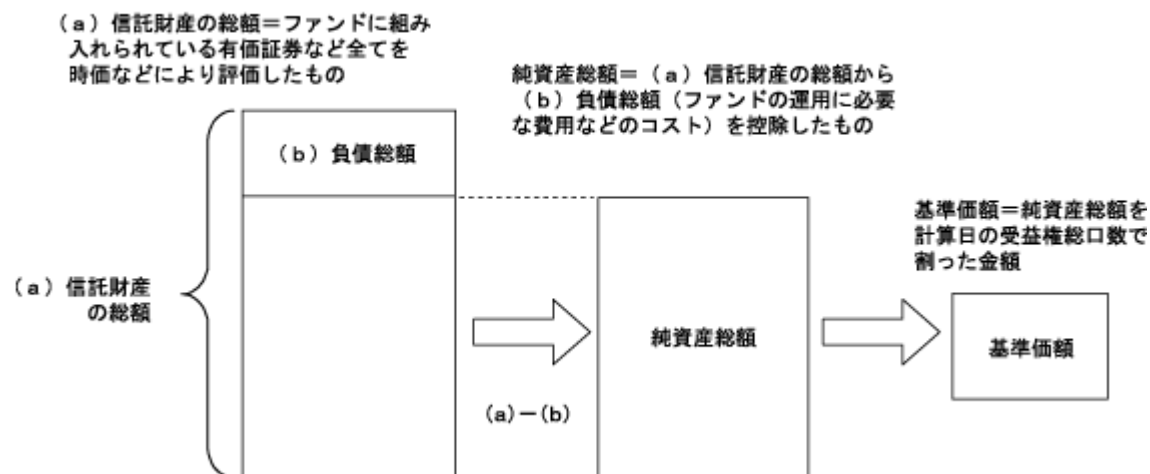 （ａ）信託財産の総額＝ファンドに組み
入れられている有価証券など全てを
時価などにより評価したもの
純資産総額＝（ａ）信託財産の総額から
（ｂ）負債総額（ファンドの運用に必要
な費用などのコスト）を控除したもの
（ｂ）負債総額
基準価額＝純資産総額を
計算日の受益権総口数で
割った金額
（ａ）信託財産
の総額
純資産総額
基準価額
(a)－(b)